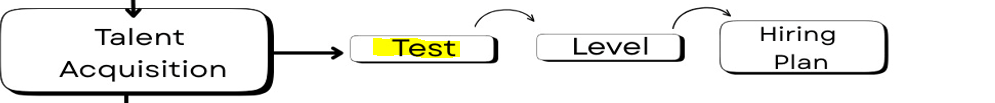 Talent
Acquisition
Test
Level
Hiring
Plan